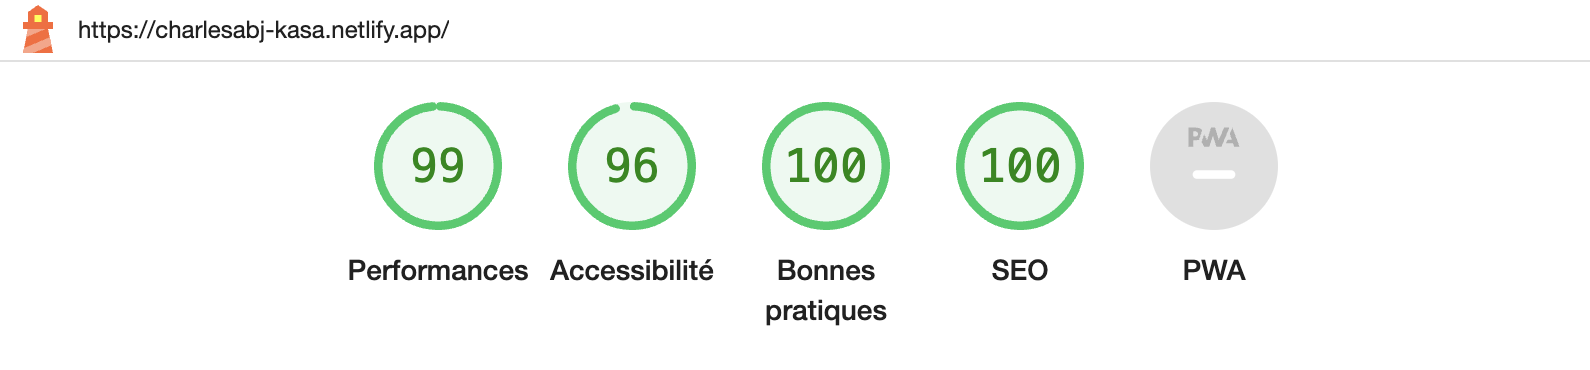 https://charlesabj-kasa.netlify.app/
99
96
100
100
PWA
Performances
Accessibilité
Bonnes
pratiques
SEO
PWA